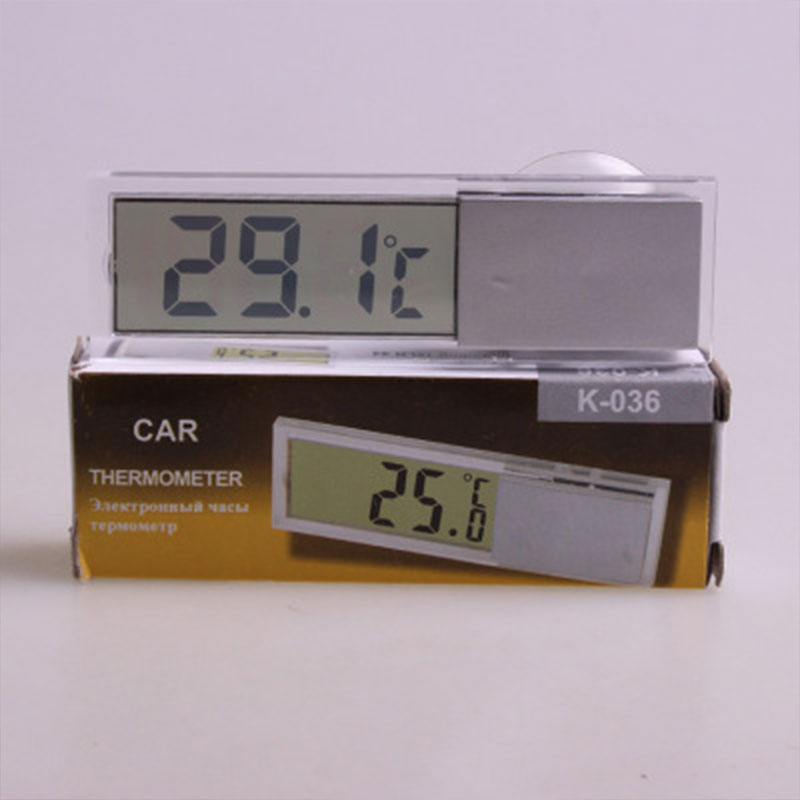 29.1°C
K-036
CAR
THERMOMETER
Электронный часы
термометр
25.0°C